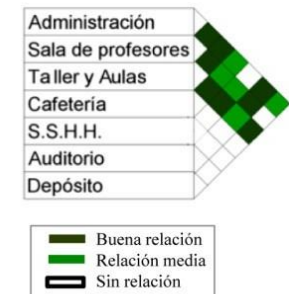 Administración
Sala de profesores
Taller y Aulas
Cafetería
S.S.H.H.
Auditorio
Depósito
Buena relación
Relación media
Sin relación